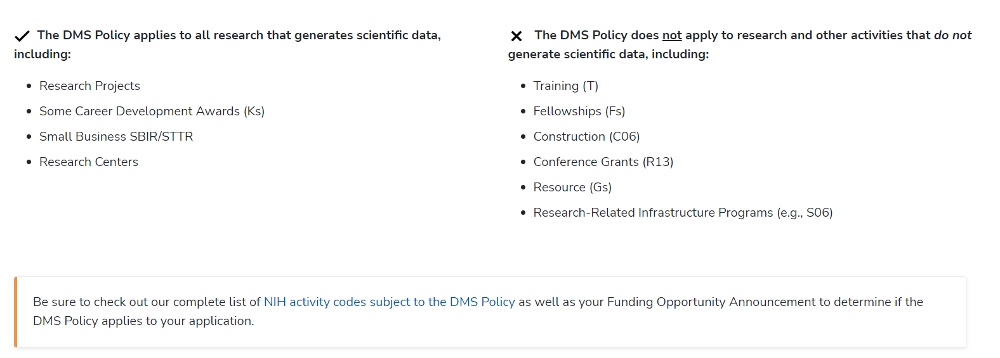 The DMS Policy applies to all research that generates scientific data,
including:
• Research Projects
• Some Career Development Awards (Ks)
• Small Business SBIR/STTR
• Research Centers
The DMS Policy does not apply to research and other activities that do not
generate scientific data, including:
• Training (T)
• Fellowships (Fs)
• Construction (C06)
• Conference Grants (R13)
• Resource (Gs)
• Research-Related Infrastructure Programs (e.g., S06)
Be sure to check out our complete list of NIH activity codes subject to the DMS Policy as well as your Funding Opportunity Announcement to determine if the
DMS Policy applies to your application.